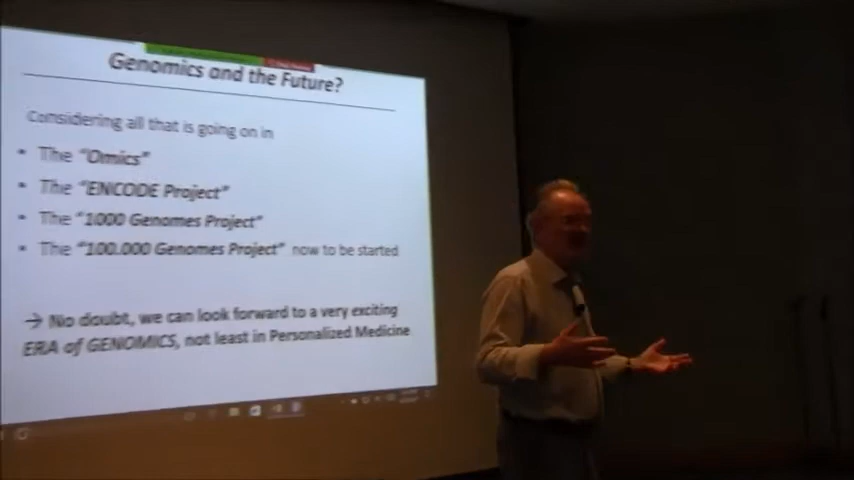 Genomics and the Future?
Considering all that is going on in
• The "Omics"
• The "ENCODE Project"
• The "1000 Genomes Project"
• The "100.000 Genomes Project" now to be started
→ No doubt, we can look forward to a very exciting
ERA of GENOMICS, not least in Personalized Medicine